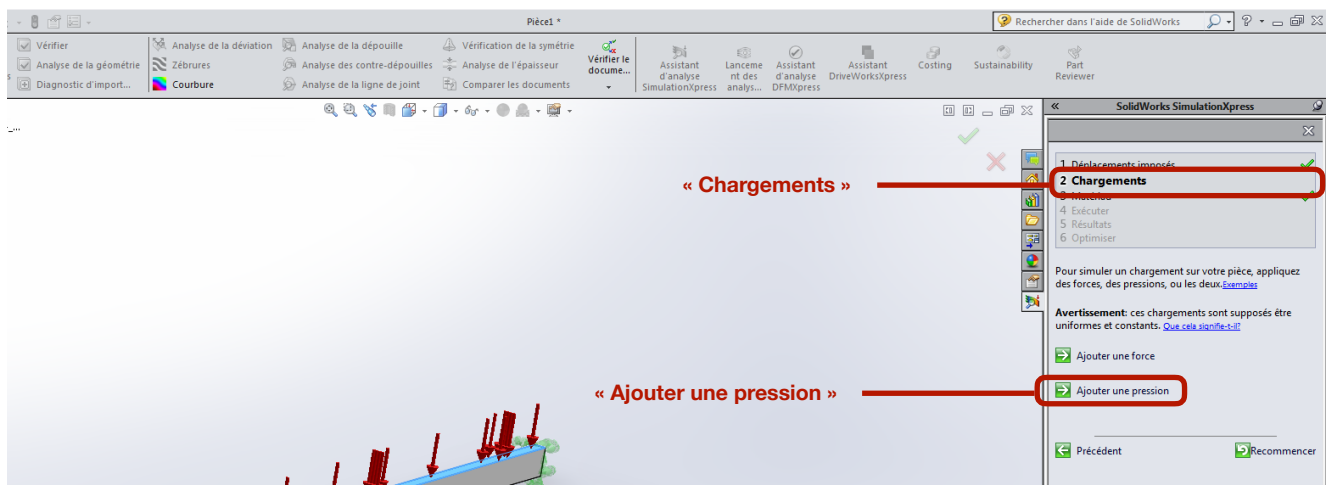 Pièce1 *
Rechercher dans l'aide de SolidWorks
Vérifier
Analyse de la déviation
Analyse de la dépouille
Vérification de la symétrie
Analyse de la géométrie
Zébrures
Analyse des contre-dépouilles
Analyse de l'épaisseur
Diagnostic d'import...
Courbure
Analyse de la ligne de joint
Comparer les documents
Vérifier le
docume...
Assistant
d'analyse
SimulationXpress
Lanceme
nt des
analys...
Assistant
d'analyse
DFMXpress
Assistant
DriveWorksXpress
Costing
Sustainability
Part
Reviewer
SolidWorks SimulationXpress
1 Déplacements imposés
2 Chargements
3 Matériau
4 Exécuter
5 Résultats
6 Optimiser
« Chargements »
Pour simuler un chargement sur votre pièce, appliquez
des forces, des pressions, ou les deux.Exemples
Avertissement: ces chargements sont supposés être
uniformes et constants. Que cela signifie-t-il?
Ajouter une force
« Ajouter une pression »
Ajouter une pression
Précédent
Recommencer